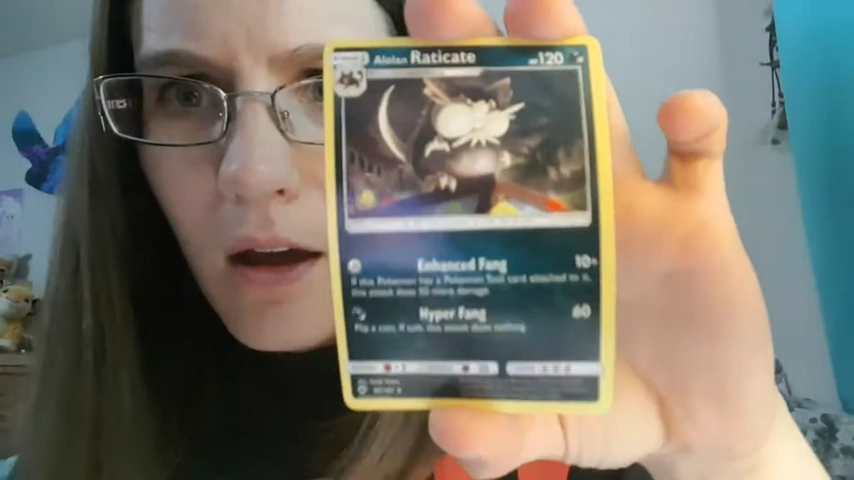 Alolan Raticate 120
Enhanced Fang 10+
If this Pokémon has a Pokémon Tool card attached to it,
this attack does 50 more damage.
Hyper Fang 60
Flip a coin. If tails, this attack does nothing.